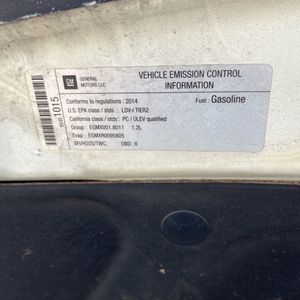 GM
GENERAL
MOTORS LLC
VEHICLE EMISSION CONTROL
INFORMATION
1015
Conforms to regulations : 2014
Fuel : Gasoline
U.S. EPA class / stds. : LDV / TIER2
California class / stds. : PC / ULEV qualified
Group : EGMXV01.8011 1.2L
Evap : EGMXR0095805
SFI/HO2S/TWC, OBD : II